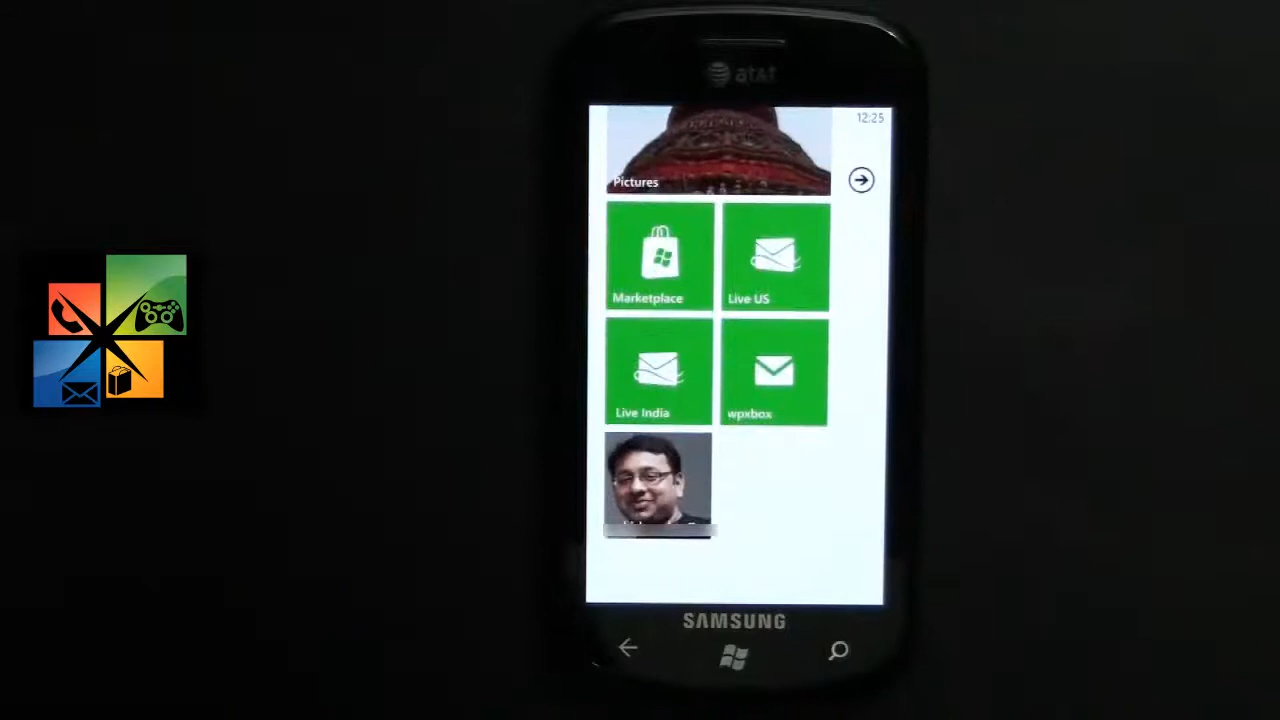 at&t
12:25
Pictures
Marketplace
Live US
Live India
wpxbox
SAMSUNG